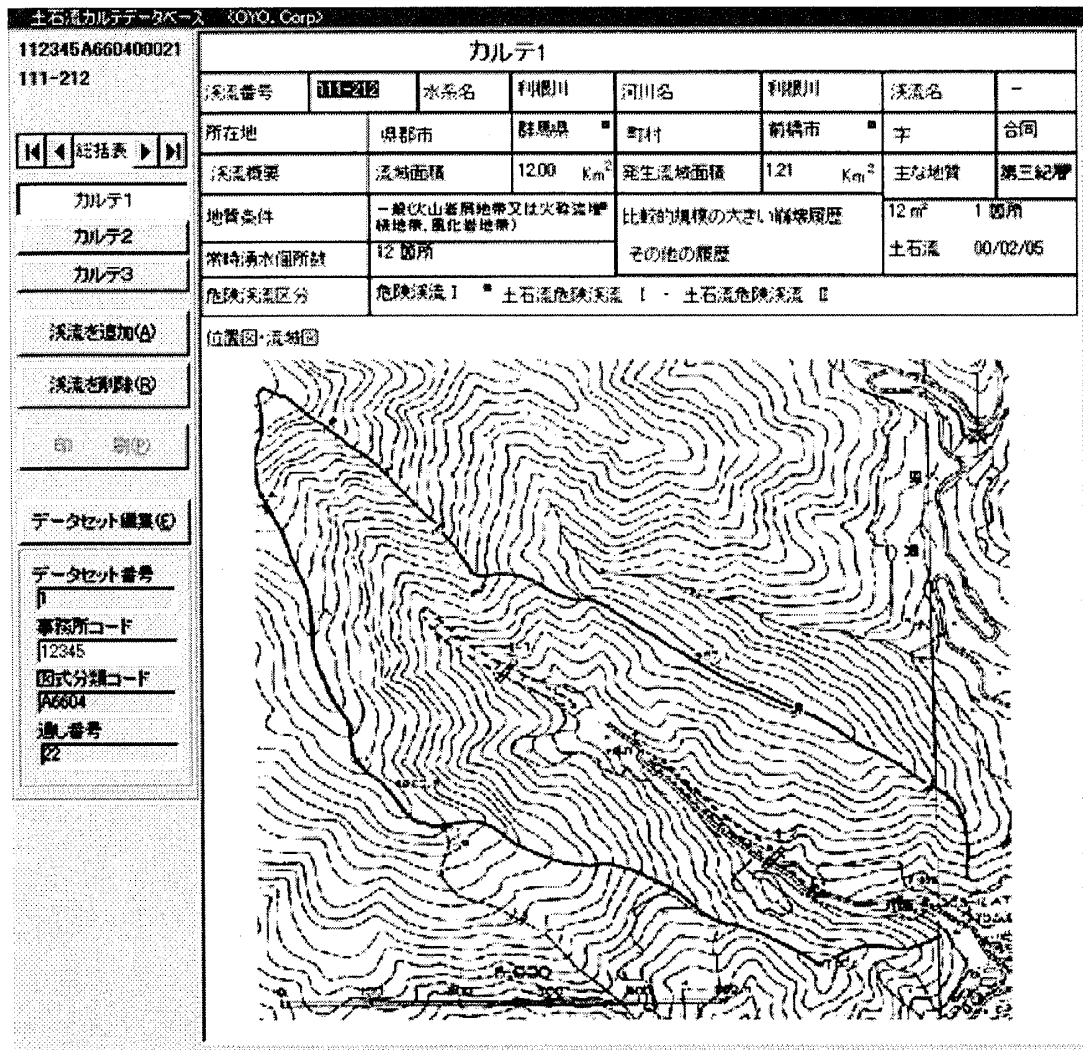 土石流カルテデータベース 〈OYO. Corp〉
112345A660400021
111-212
総括表
カルテ1
カルテ2
カルテ3
渓流を追加(A)
渓流を削除(R)
印 刷(P)
データセット編集(E)
データセット番号
1
事務所コード
12345
図式分類コード
A6604
通し番号
22
カルテ1
渓流番号 111-212 水系名 利根川 河川名 利根川 渓流名 -
所在地 県郡市 群馬県 町村 前橋市 字 合同
渓流概要 流域面積 12.00 Km2 発生流域面積 1.21 Km2 主な地質 第三紀層
地質条件 一般(火山砕屑地帯又は火砕流堆積地帯、風化岩地帯) 比較的規模の大きい崩壊履歴 12㎡ 1箇所
常時湧水個所数 12箇所 その他の履歴 土石流 00/02/05
危険渓流区分 危険渓流 I 土石流危険渓流 I ・ 土石流危険渓流 II
位置図・流域図